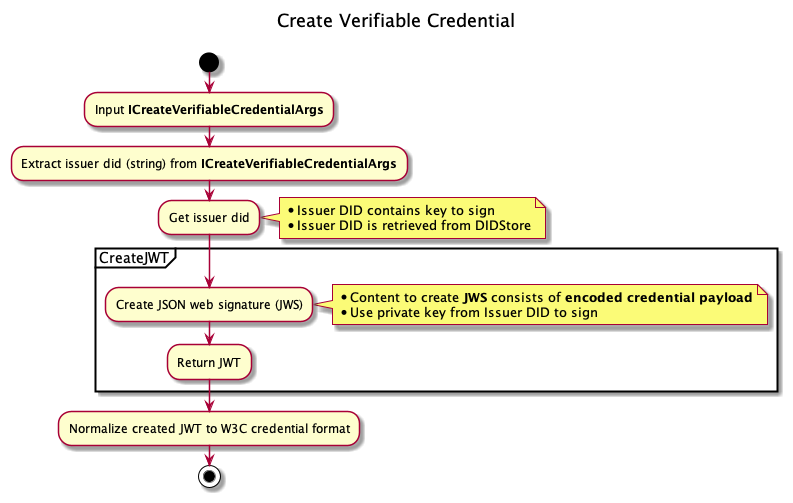 Create Verifiable Credential
Input ICreateVerifiableCredentialArgs
Extract issuer did (string) from ICreateVerifiableCredentialArgs
Get issuer did
• Issuer DID contains key to sign
• Issuer DID is retrieved from DIDStore
CreateJWT
Create JSON web signature (JWS)
• Content to create JWS consists of encoded credential payload
• Use private key from Issuer DID to sign
Return JWT
Normalize created JWT to W3C credential format